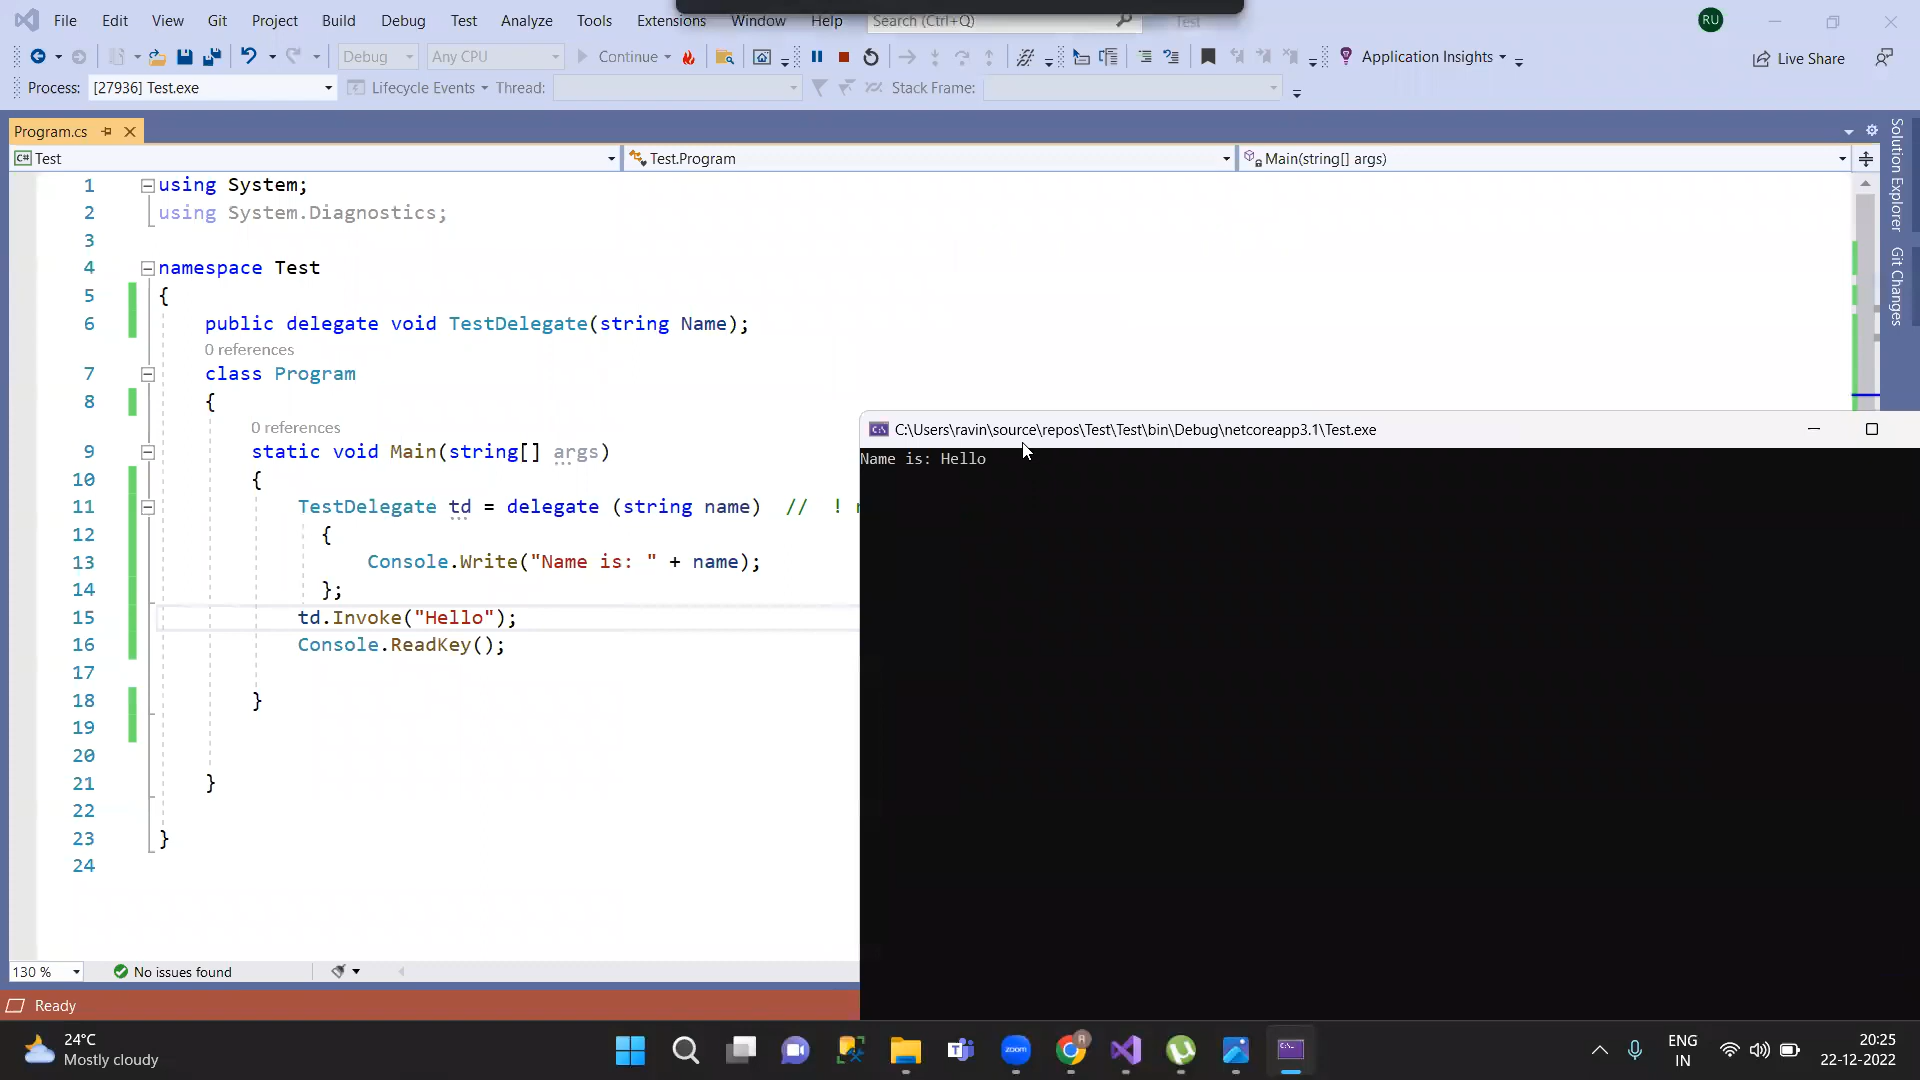 File Edit View Git Project Build Debug Test Analyze Tools Extensions Window Help Search (Ctrl+Q) Test RU
Debug Any CPU Continue Application Insights Live Share
Process: [27936] Test.exe Lifecycle Events Thread: Stack Frame:
Program.cs
C# Test Test.Program Main(string[] args)
Solution Explorer
Git Changes
1 using System;
2 using System.Diagnostics;
3
4 namespace Test
5 {
6 public delegate void TestDelegate(string Name);
0 references
7 class Program
8 {
0 references
9 static void Main(string[] args)
10 {
11 TestDelegate td = delegate (string name) // !
12 {
13 Console.Write("Name is: " + name);
14 };
15 td.Invoke("Hello");
16 Console.ReadKey();
17
18 }
19
20
21 }
22
23 }
24
C:\Users\ravin\source\repos\Test\Test\bin\Debug\netcoreapp3.1\Test.exe
Name is: Hello
130 % No issues found
Ready
24°C
Mostly cloudy
zoom
R
ENG
IN
20:25
22-12-2022